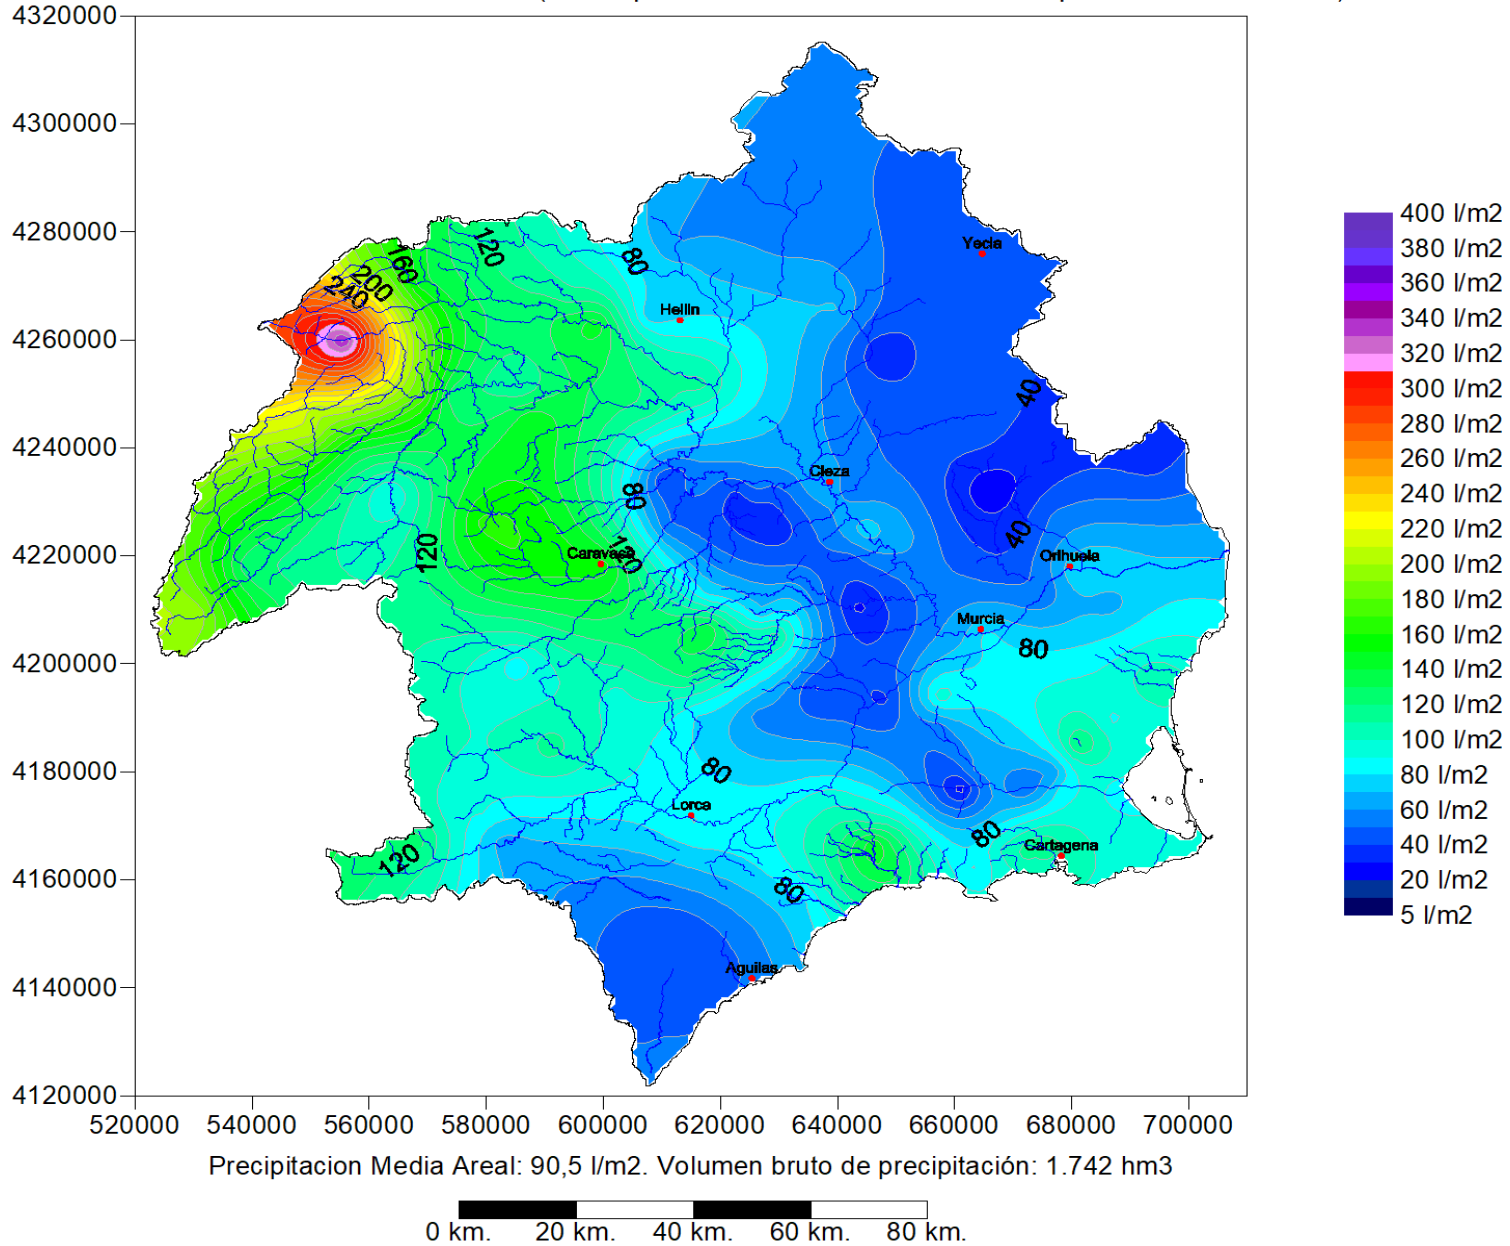 4320000
4300000
4280000
4260000
4240000
4220000
4200000
4180000
4160000
4140000
4120000
520000 540000 560000 580000 600000 620000 640000 660000 680000 700000
120
160
200
240
80
Yecla
Hellin
40
Cieza
80
40
120
Caravaca
Orihuela
Murcia
80
80
Lorca
80
Cartagena
120
80
Aguilas
400 l/m2
380 l/m2
360 l/m2
340 l/m2
320 l/m2
300 l/m2
280 l/m2
260 l/m2
240 l/m2
220 l/m2
200 l/m2
180 l/m2
160 l/m2
140 l/m2
120 l/m2
100 l/m2
80 l/m2
60 l/m2
40 l/m2
20 l/m2
5 l/m2
Precipitacion Media Areal: 90,5 l/m2. Volumen bruto de precipitación: 1.742 hm3
0 km. 20 km. 40 km. 60 km. 80 km.